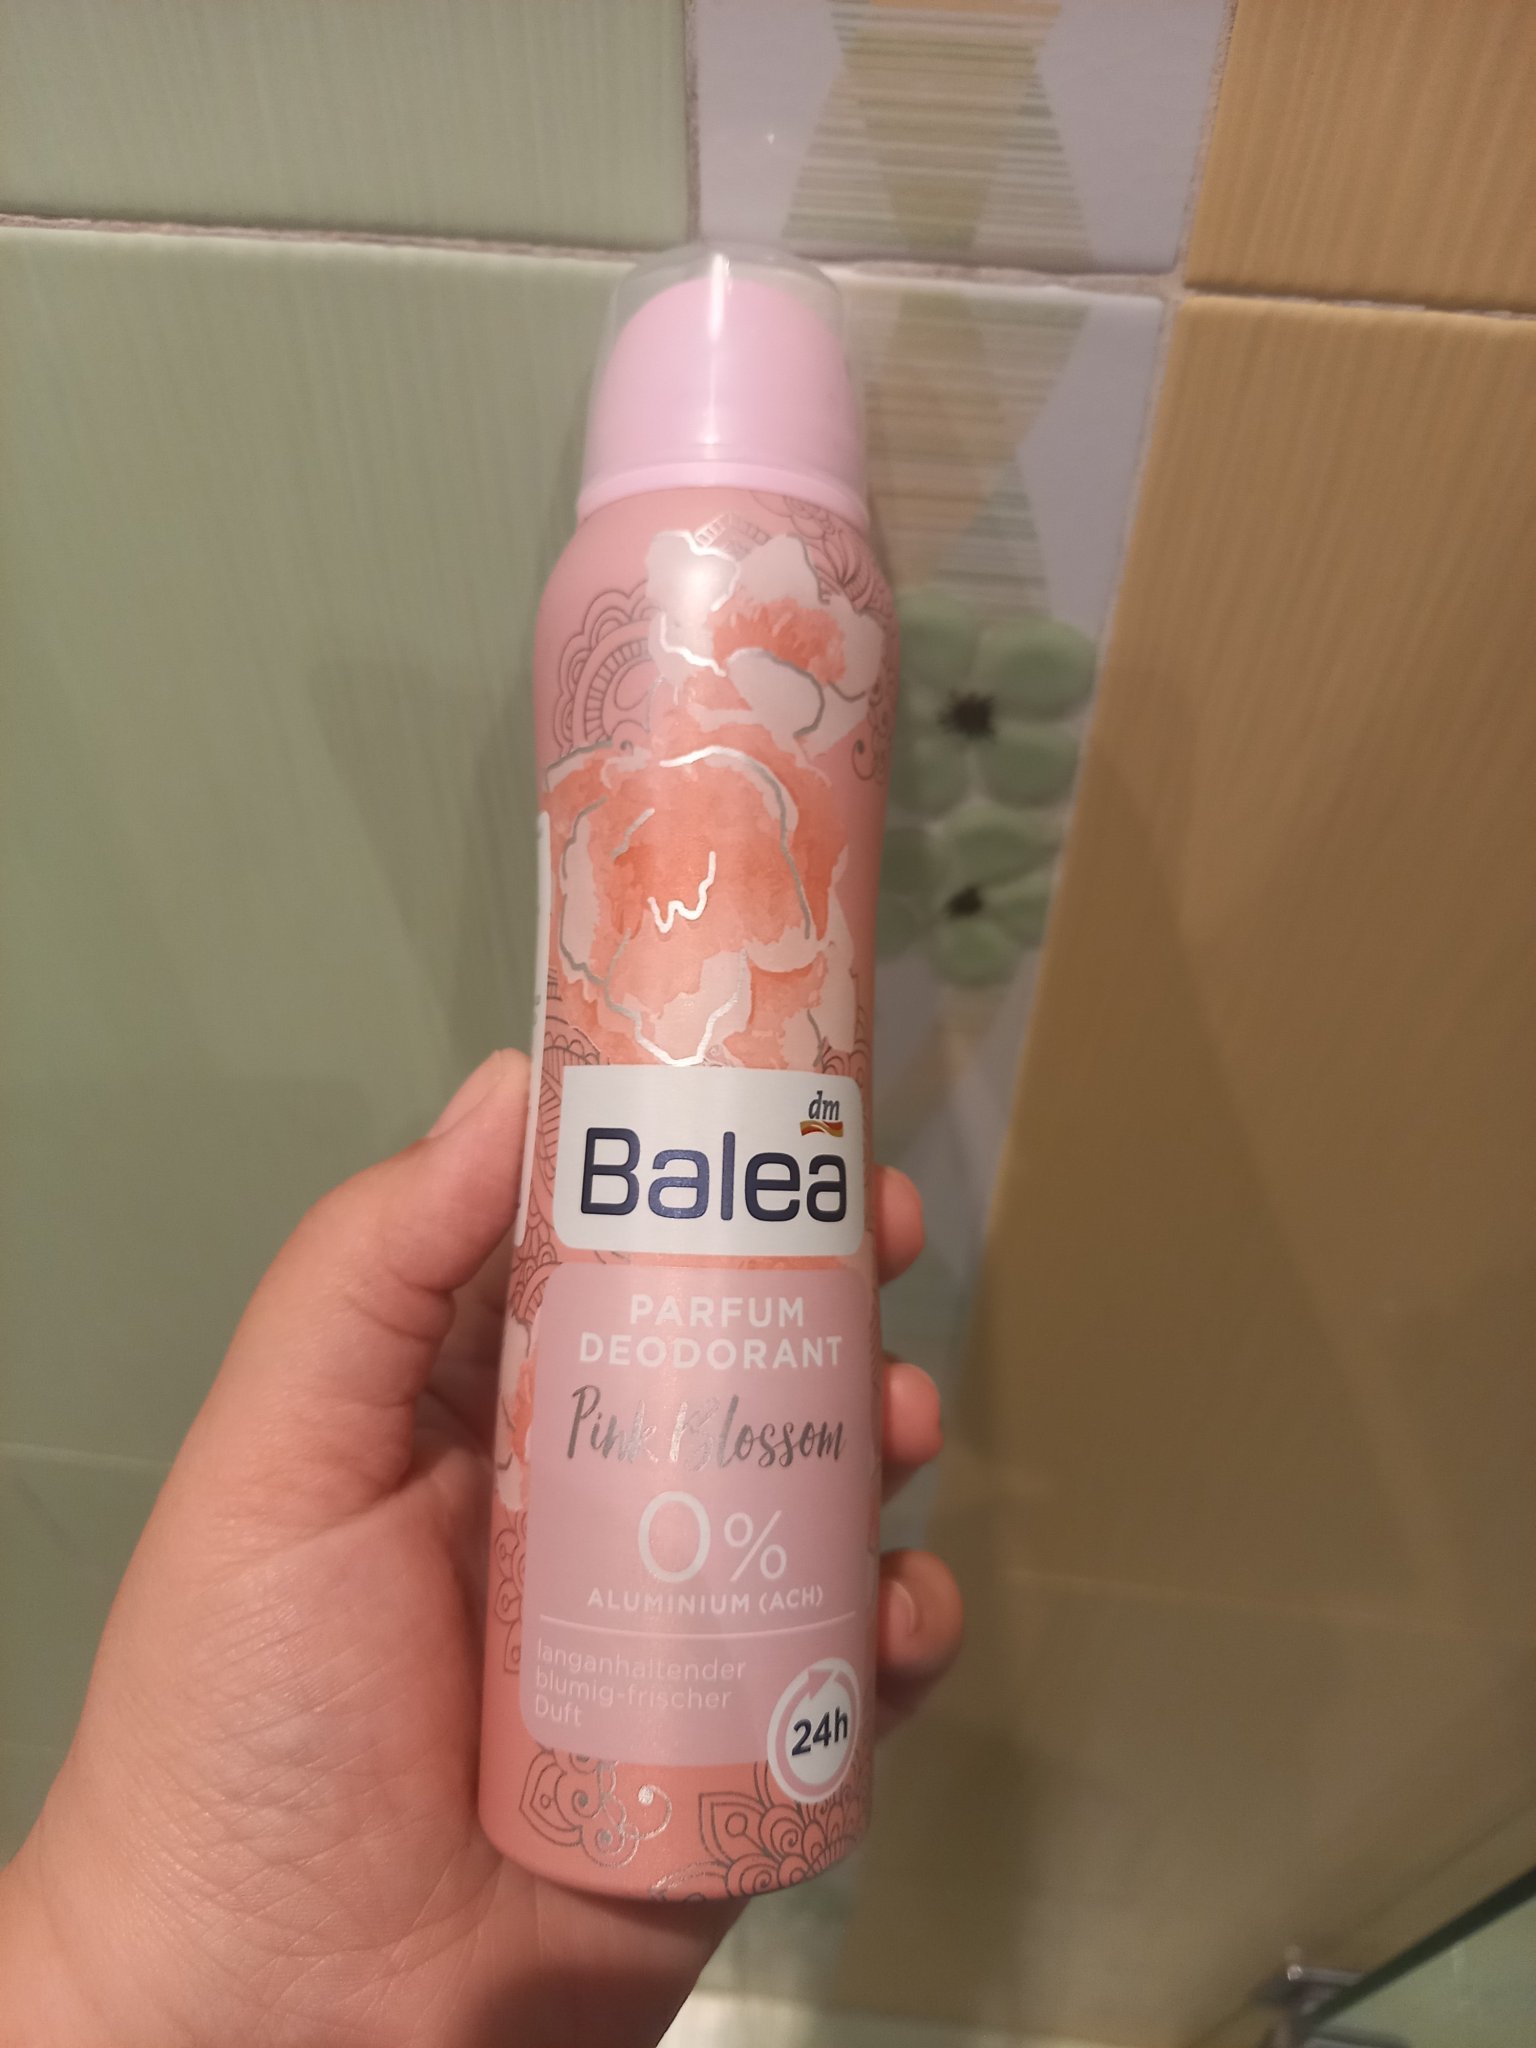 dm
Balea
PARFUM
DEODORANT
Pink Blossom
0%
ALUMINIUM (ACH)
langanhaltender
blumig-frischer
Duft
24h